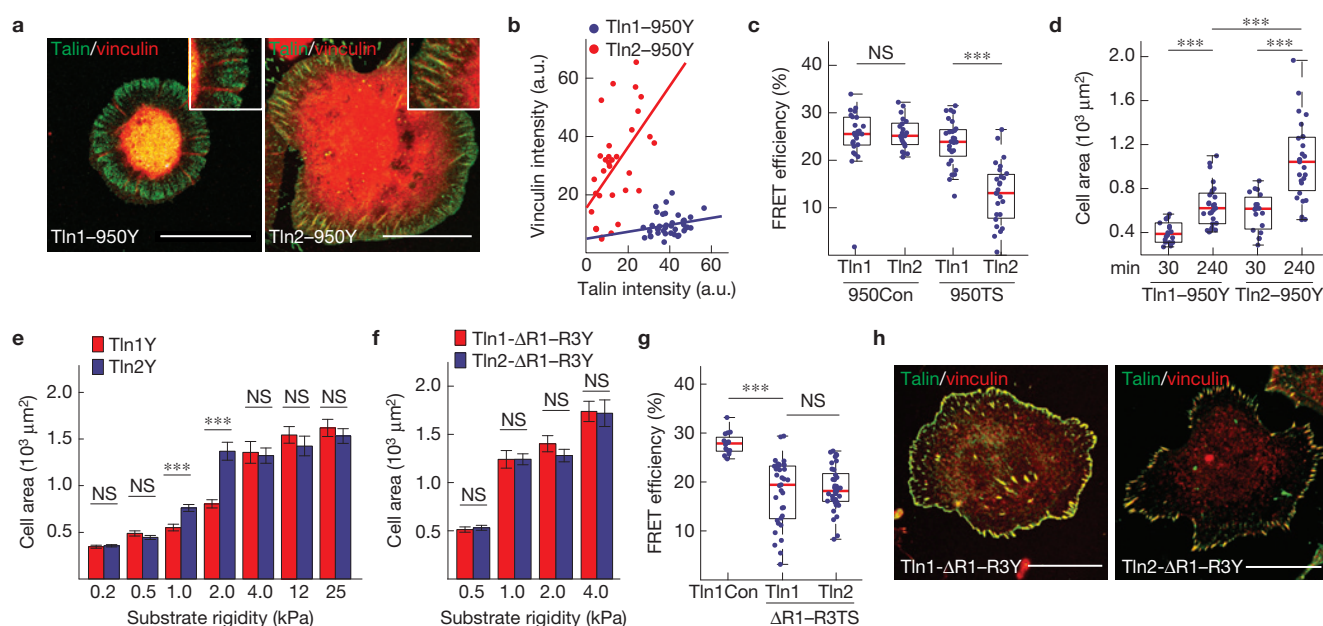 a
Talin/vinculin
Talin/vinculin
Tln1–950Y
Tln2–950Y
b
Tln1–950Y
Tln2–950Y
Vinculin intensity (a.u.)
60
40
20
0 20 40 60
Talin intensity (a.u.)
c
NS
***
FRET efficiency (%)
40
30
20
10
Tln1 Tln2 Tln1 Tln2
950Con 950TS
d
***
*** ***
Cell area (10³ μm²)
2.0
1.6
1.2
0.8
0.4
min 30 240 30 240
Tln1–950Y Tln2–950Y
e
Tln1Y
Tln2Y
Cell area (10³ μm²)
2.0
1.5
1.0
0.5
NS NS *** *** NS NS NS
0.2 0.5 1.0 2.0 4.0 12 25
Substrate rigidity (kPa)
f
Tln1-ΔR1–R3Y
Tln2-ΔR1–R3Y
Cell area (10³ μm²)
2.0
1.5
1.0
0.5
NS NS NS NS
0.5 1.0 2.0 4.0
Substrate rigidity (kPa)
g
*** NS
FRET efficiency (%)
40
30
20
10
Tln1Con Tln1 Tln2
ΔR1–R3TS
h
Talin/vinculin
Talin/vinculin
Tln1-ΔR1–R3Y
Tln2-ΔR1–R3Y